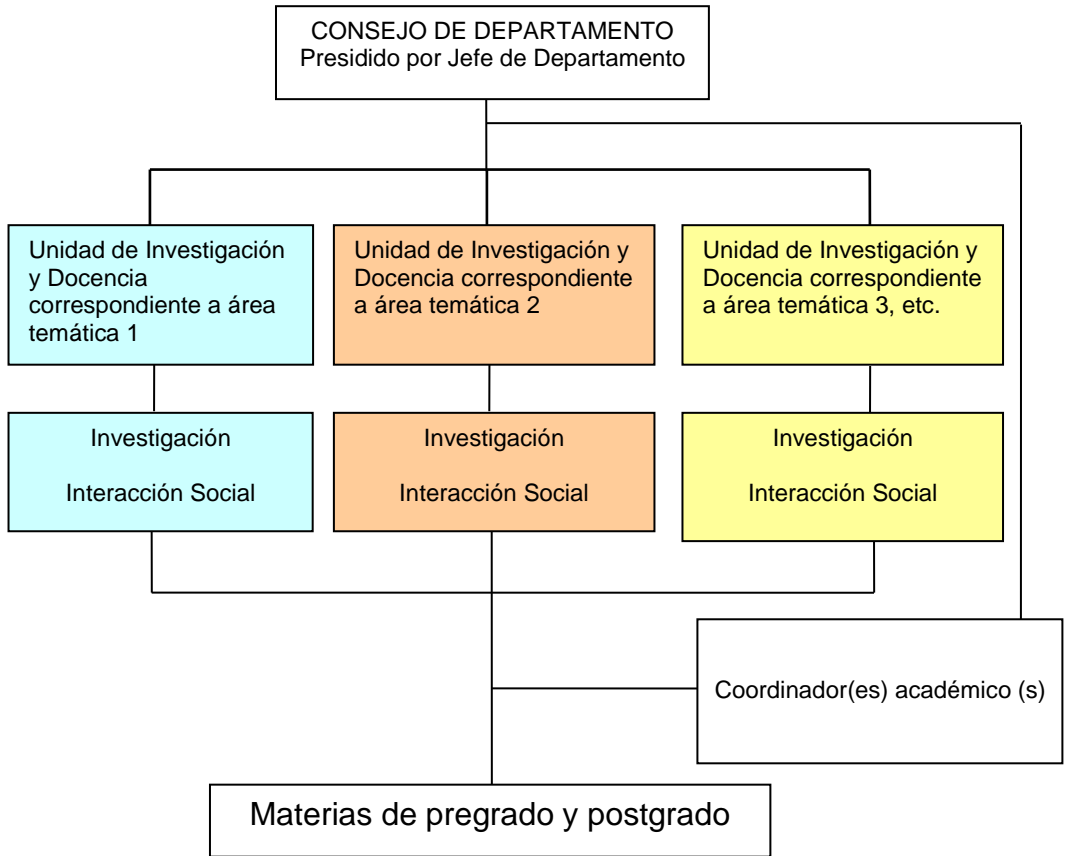 CONSEJO DE DEPARTAMENTO
Presidido por Jefe de Departamento
Unidad de Investigación
y Docencia
correspondiente a área
temática 1
Unidad de Investigación y
Docencia correspondiente
a área temática 2
Unidad de Investigación y
Docencia correspondiente
a área temática 3, etc.
Investigación
Interacción Social
Investigación
Interacción Social
Investigación
Interacción Social
Coordinador(es) académico (s)
Materias de pregrado y postgrado